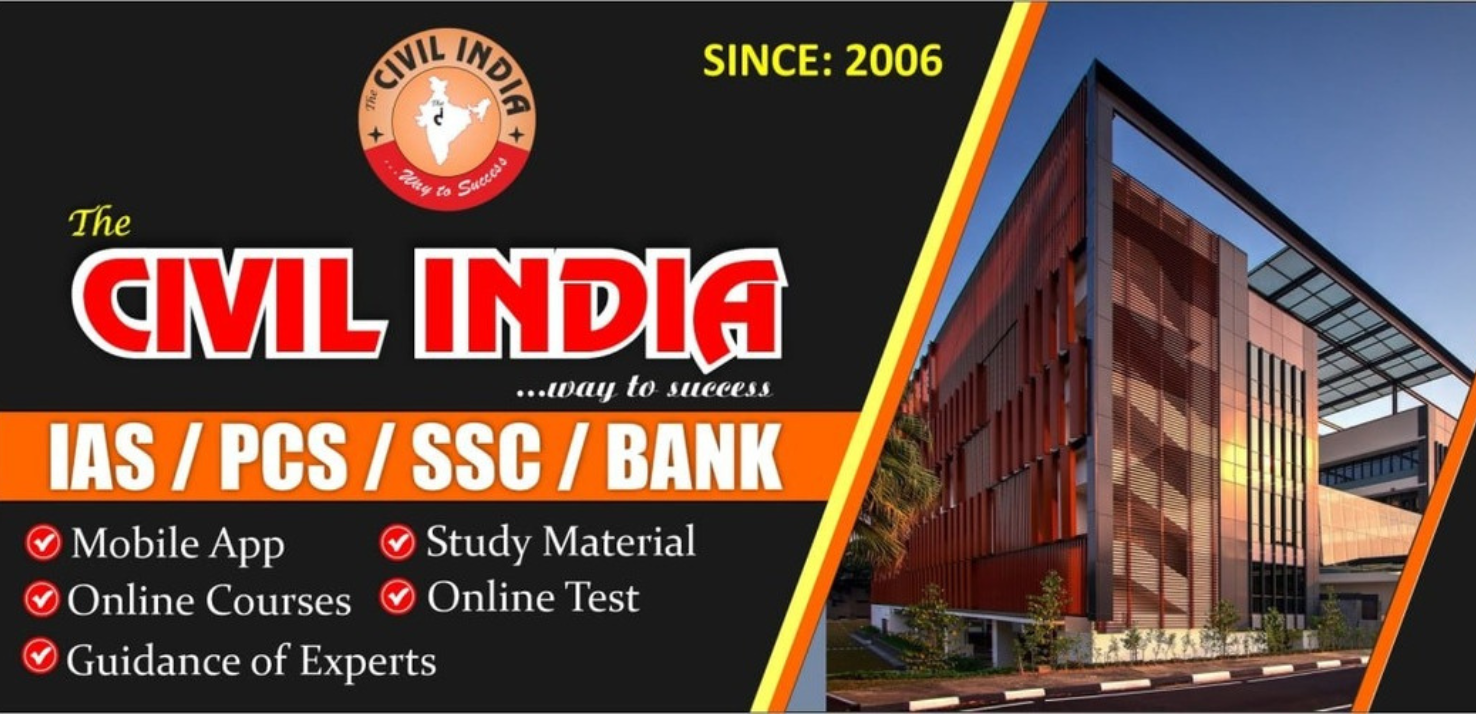 The CIVIL INDIA
The
...Way to Success
SINCE: 2006
The
CIVIL INDIA
...way to success
IAS / PCS / SSC / BANK
Mobile App
Study Material
Online Courses
Online Test
Guidance of Experts